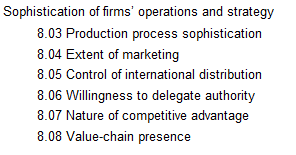 Sophistication of firms’ operations and strategy
8.03 Production process sophistication
8.04 Extent of marketing
8.05 Control of international distribution
8.06 Willingness to delegate authority
8.07 Nature of competitive advantage
8.08 Value-chain presence